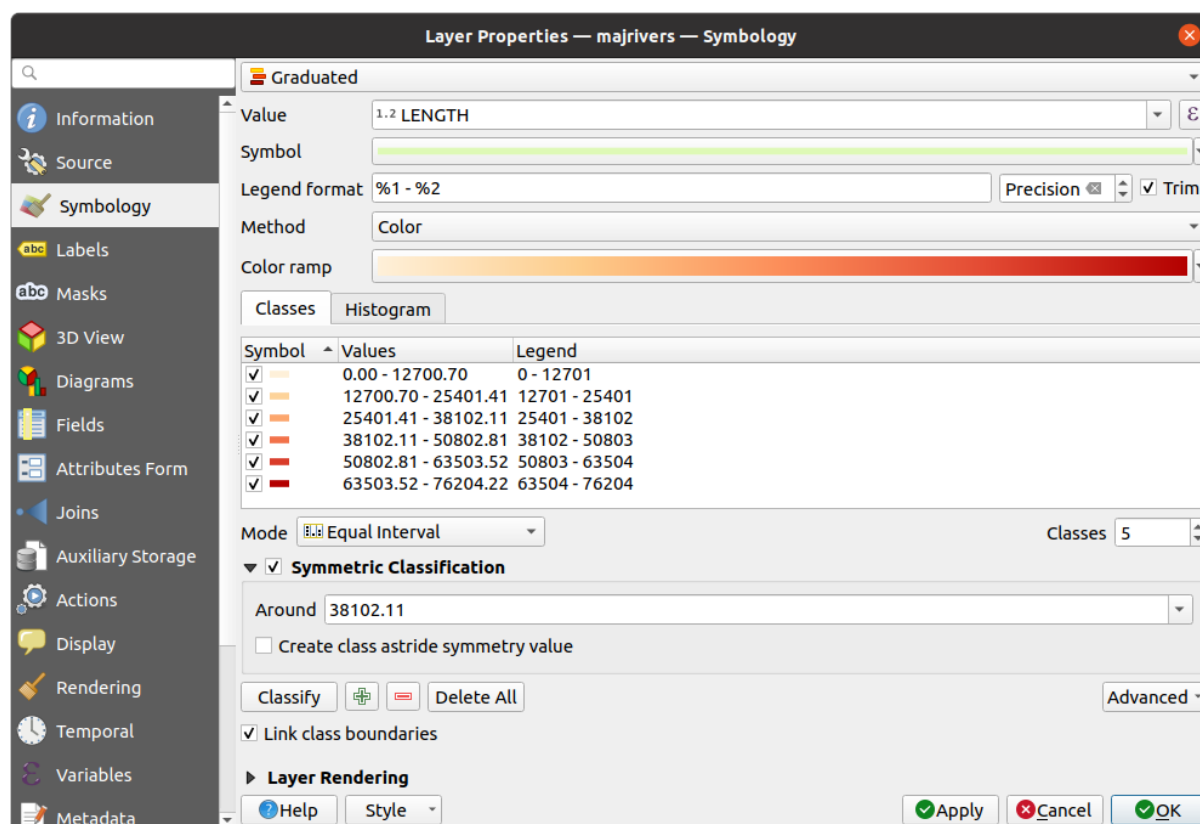 Layer Properties — majrivers — Symbology
Information
Source
Symbology
Labels
Masks
3D View
Diagrams
Fields
Attributes Form
Joins
Auxiliary Storage
Actions
Display
Rendering
Temporal
Variables
Metadata
Graduated
Value 1.2 LENGTH ε
Symbol
Legend format %1 - %2 Precision Trim
Method Color
Color ramp
Classes Histogram
Symbol Values Legend
0.00 - 12700.70 0 - 12701
12700.70 - 25401.41 12701 - 25401
25401.41 - 38102.11 25401 - 38102
38102.11 - 50802.81 38102 - 50803
50802.81 - 63503.52 50803 - 63504
63503.52 - 76204.22 63504 - 76204
Mode Equal Interval Classes 5
Symmetric Classification
Around 38102.11
Create class astride symmetry value
Classify Delete All Advanced
Link class boundaries
Layer Rendering
Help Style Apply Cancel OK